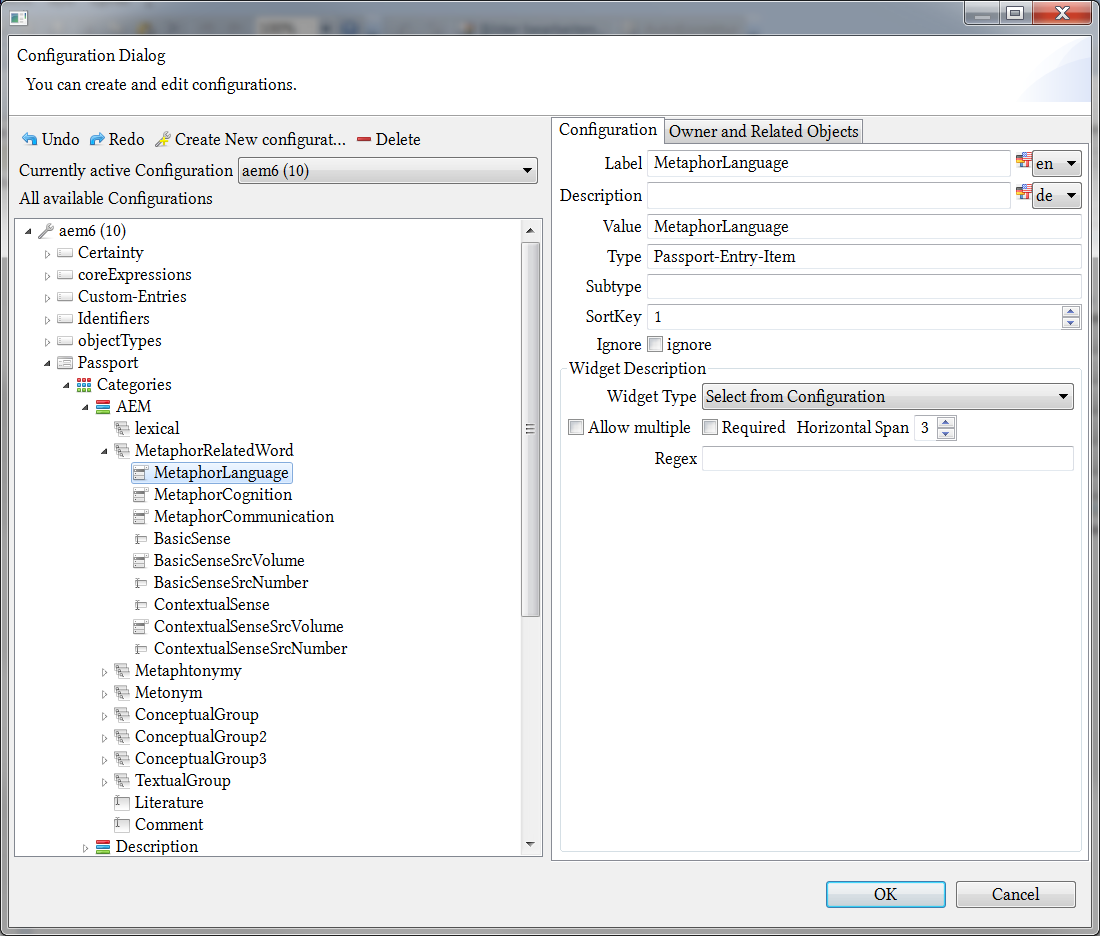 Configuration Dialog
You can create and edit configurations.
Undo Redo Create New configurat... Delete
Currently active Configuration aem6 (10)
All available Configurations
aem6 (10)
Certainty
coreExpressions
Custom-Entries
Identifiers
objectTypes
Passport
Categories
AEM
lexical
MetaphorRelatedWord
MetaphorLanguage
MetaphorCognition
MetaphorCommunication
BasicSense
BasicSenseSrcVolume
BasicSenseSrcNumber
ContextualSense
ContextualSenseSrcVolume
ContextualSenseSrcNumber
Metaphtonymy
Metonym
ConceptualGroup
ConceptualGroup2
ConceptualGroup3
TextualGroup
Literature
Comment
Description
Configuration Owner and Related Objects
Label MetaphorLanguage en
Description de
Value MetaphorLanguage
Type Passport-Entry-Item
Subtype
SortKey 1
Ignore ignore
Widget Description
Widget Type Select from Configuration
Allow multiple Required Horizontal Span 3
Regex
OK Cancel